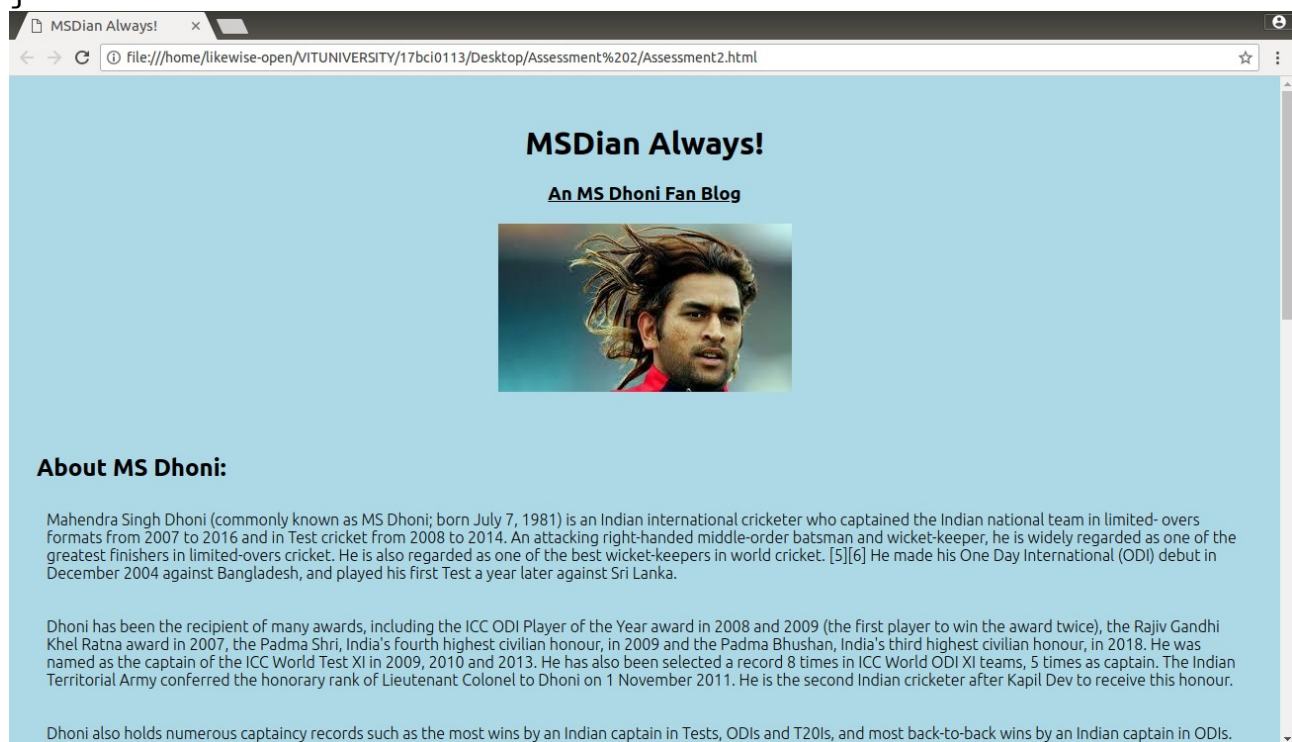 MSDian Always!
file:///home/likewise-open/VITUNIVERSITY/17bci0113/Desktop/Assessment%202/Assessment2.html
MSDian Always!
An MS Dhoni Fan Blog
About MS Dhoni:
Mahendra Singh Dhoni (commonly known as MS Dhoni; born July 7, 1981) is an Indian international cricketer who captained the Indian national team in limited- overs
formats from 2007 to 2016 and in Test cricket from 2008 to 2014. An attacking right-handed middle-order batsman and wicket-keeper, he is widely regarded as one of the
greatest finishers in limited-overs cricket. He is also regarded as one of the best wicket-keepers in world cricket. [5][6] He made his One Day International (ODI) debut in
December 2004 against Bangladesh, and played his first Test a year later against Sri Lanka.
Dhoni has been the recipient of many awards, including the ICC ODI Player of the Year award in 2008 and 2009 (the first player to win the award twice), the Rajiv Gandhi
Khel Ratna award in 2007, the Padma Shri, India's fourth highest civilian honour, in 2009 and the Padma Bhushan, India's third highest civilian honour, in 2018. He was
named as the captain of the ICC World Test XI in 2009, 2010 and 2013. He has also been selected a record 8 times in ICC World ODI XI teams, 5 times as captain. The Indian
Territorial Army conferred the honorary rank of Lieutenant Colonel to Dhoni on 1 November 2011. He is the second Indian cricketer after Kapil Dev to receive this honour.
Dhoni also holds numerous captaincy records such as the most wins by an Indian captain in Tests, ODIs and T20Is, and most back-to-back wins by an Indian captain in ODIs.